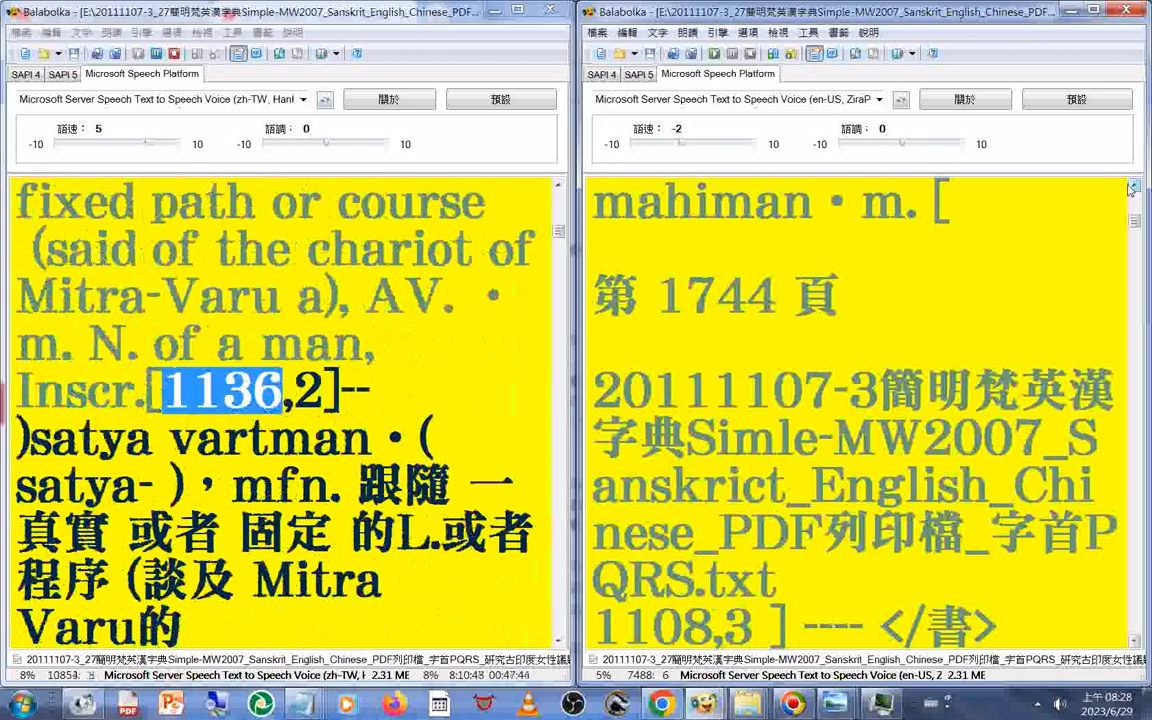 Balabolka - [E:\20111107-3_27簡明梵英漢字典Simple-MW2007_Sanskrit_English_Chinese_PDF...
檔案 編輯 文字 朗讀 引擎 選項 檢視 工具 書籤 說明
SAPI 4 SAPI 5 Microsoft Speech Platform
Microsoft Server Speech Text to Speech Voice (zh-TW, Hanl
關於
預設
語速： 5
語調： 0
-10 10 -10 10
fixed path or course
(said of the chariot of
Mitra-Varu a), AV. •
m. N. of a man,
Inscr.[1136,2]--
)satya vartman • (
satya- )，mfn. 跟隨 一
真實 或者 固定 的L.或者
程序 (談及 Mitra
Varu的
20111107-3_27簡明梵英漢字典Simple-MW2007_Sanskrit_English_Chinese_PDF列印檔_字首PQRS_研究古印度女性議
8% 10854: Microsoft Server Speech Text to Speech Voice (zh-TW, H 2.31 ME 8% 8:10:43 00:47:44
Balabolka - [E:\20111107-3_27簡明梵英漢字典Simple-MW2007_Sanskrit_English_Chinese_PDF...
檔案 編輯 文字 朗讀 引擎 選項 檢視 工具 書籤 說明
SAPI 4 SAPI 5 Microsoft Speech Platform
Microsoft Server Speech Text to Speech Voice (en-US, ZiraP
關於
預設
語速： -2
語調： 0
-10 10 -10 10
mahiman • m. [
第 1744 頁
20111107-3簡明梵英漢
字典Simle-MW2007_S
anskrict_English_Chi
nese_PDF列印檔_字首P
QRS.txt
1108,3 ] ---- </書>
20111107-3_27簡明梵英漢字典Simple-MW2007_Sanskrit_English_Chinese_PDF列印檔_字首PQRS_研究古印度女性議
5% 7488: 6 Microsoft Server Speech Text to Speech Voice (en-US, 2 2.31 ME
上午 08:28
2023/6/29